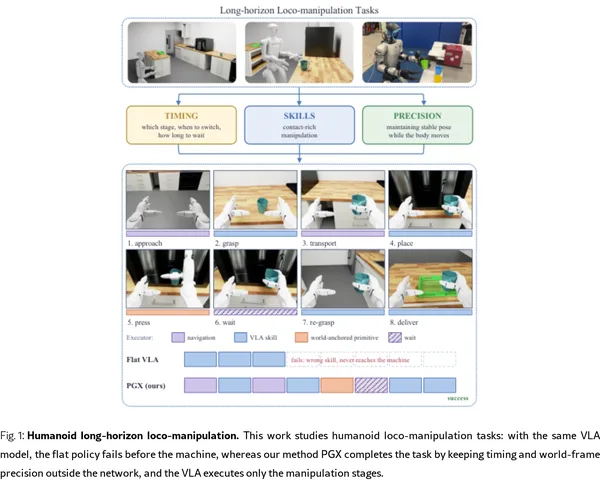 Long-horizon Loco-manipulation Tasks
TIMING
which stage, when to switch,
how long to wait
SKILLS
contact-rich
manipulation
PRECISION
maintaining stable pose
while the body moves
1. approach
2. grasp
3. transport
4. place
5. press
6. wait
7. re-grasp
8. deliver
Executor:
navigation
VLA skill
world-anchored primitive
wait
Flat VLA
fails: wrong skill, never reaches the machine
PGX (ours)
success
Fig. 1: Humanoid long-horizon loco-manipulation. This work studies humanoid loco-manipulation tasks: with the same VLA
model, the flat policy fails before the machine, whereas our method PGX completes the task by keeping timing and world-frame
precision outside the network, and the VLA executes only the manipulation stages.